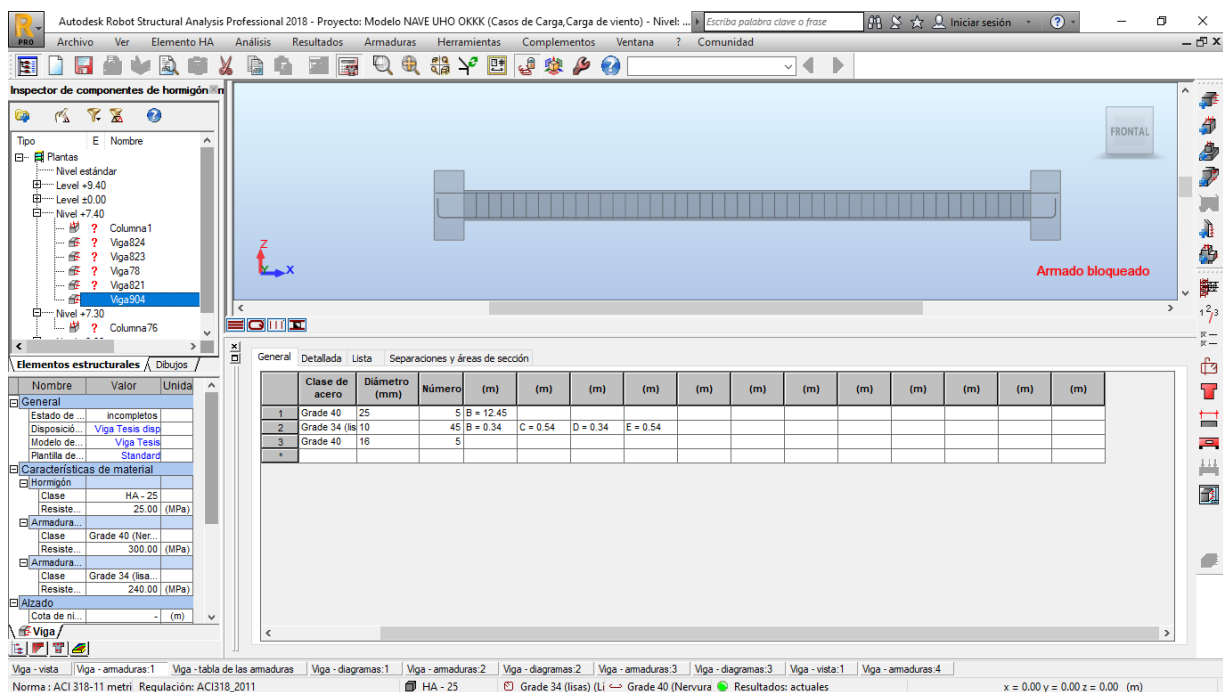 Autodesk Robot Structural Analysis Professional 2018 - Proyecto: Modelo NAVE UHO OKKK (Casos de Carga,Carga de viento) - Nivel: ... Escriba palabra clave o frase Iniciar sesión
PRO Archivo Ver Elemento HA Análisis Resultados Armaduras Herramientas Complementos Ventana ? Comunidad
Inspector de componentes de hormigón
Tipo E Nombre
Plantas
Nivel estándar
Level +9.40
Level ±0.00
Nivel +7.40
? Columna1
? Viga824
? Viga823
? Viga78
? Viga821
Viga904
Nivel +7.30
? Columna76
Elementos estructurales Dibujos
FRONTAL
Z
Y X
Armado bloqueado
General Detallada Lista Separaciones y áreas de sección
Clase de acero Diámetro (mm) Número (m) (m) (m) (m) (m) (m) (m) (m) (m) (m) (m) (m)
1 Grade 40 25 5 B = 12.45
2 Grade 34 (lis 10 45 B = 0.34 C = 0.54 D = 0.34 E = 0.54
3 Grade 40 16 5
*
Nombre Valor Unida
General
Estado de ... incompletos
Disposició... Viga Tesis disp
Modelo de... Viga Tesis
Plantilla de... Standard
Características de material
Hormigón
Clase HA - 25
Resiste... 25.00 (MPa)
Armadura...
Clase Grade 40 (Ner...
Resiste... 300.00 (MPa)
Armadura...
Clase Grade 34 (lisa...
Resiste... 240.00 (MPa)
Alzado
Cota de ni... - (m)
Viga
Viga - vista Viga - amaduras:1 Viga - tabla de las armaduras Viga - diagramas:1 Viga - amaduras:2 Viga - diagramas:2 Viga - amaduras:3 Viga - diagramas:3 Viga - vista:1 Viga - amaduras:4
Norma : ACI 318-11 metri Regulación: ACI318_2011 HA - 25 Grade 34 (lisas) (Li Grade 40 (Nervura Resultados: actuales x = 0.00 y = 0.00 z = 0.00 (m)